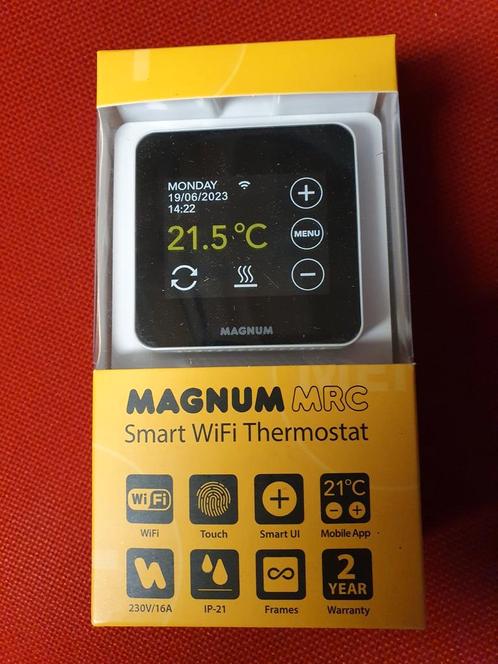 MONDAY
19/06/2023
14:22
21.5 °C
+
MENU
−
MAGNUM
MAGNUM MRC
Smart WiFi Thermostat
WiFi
21°C
WiFi
Touch
Smart UI
Mobile App
2
YEAR
230V/16A
IP-21
Frames
Warranty